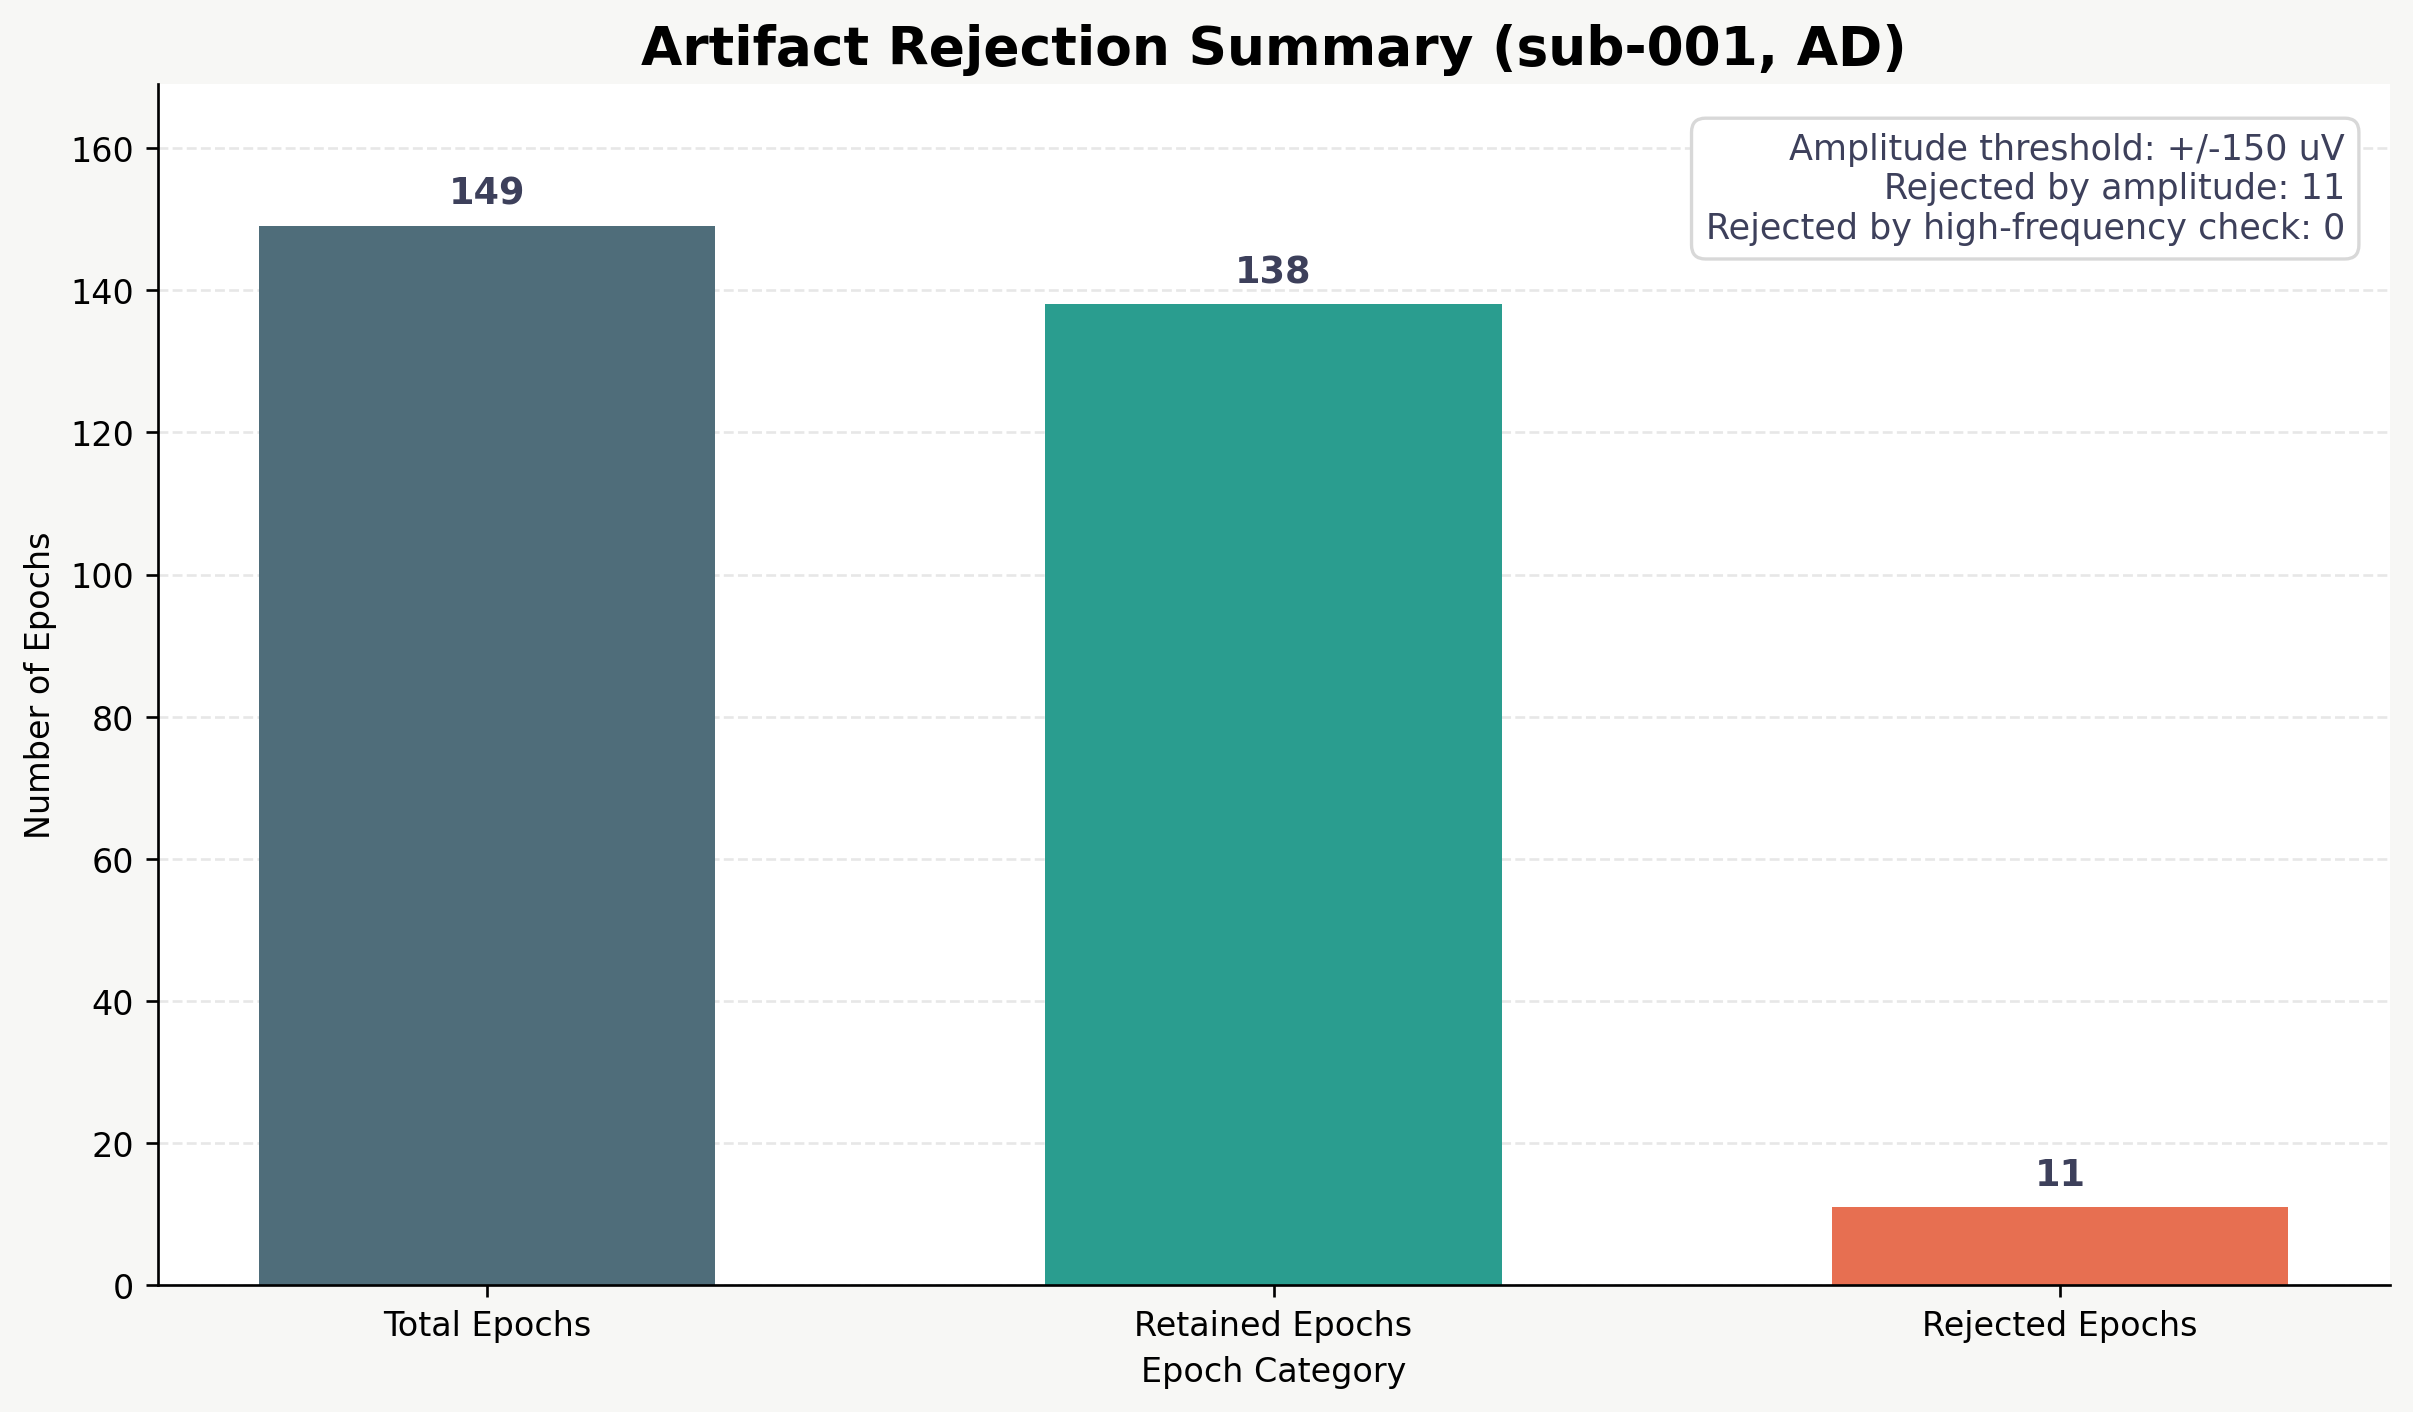 Artifact Rejection Summary (sub-001, AD)
Amplitude threshold: +/-150 uV
Rejected by amplitude: 11
Rejected by high-frequency check: 0
Number of Epochs
160
140
120
100
80
60
40
20
0
149
138
11
Total Epochs
Retained Epochs
Rejected Epochs
Epoch Category